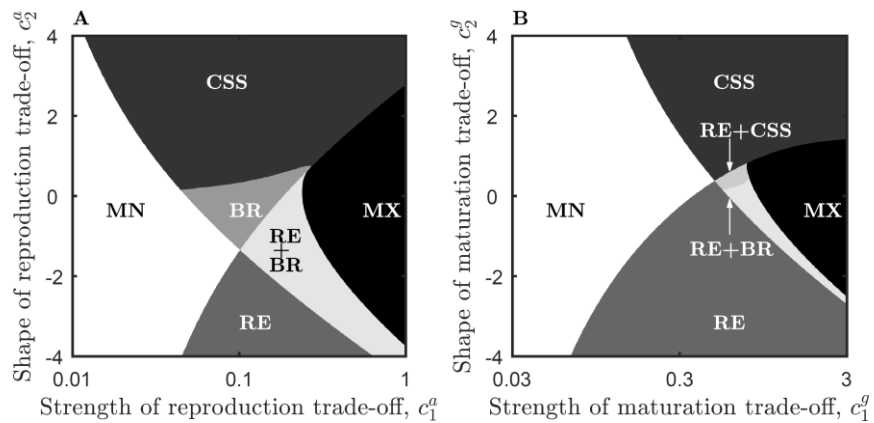 A
B
Shape of reproduction trade-off, c₂ᵃ
4
2
0
-2
-4
CSS
MN
BR
RE
+
BR
MX
RE
0.01
0.1
1
Strength of reproduction trade-off, c₁ᵃ
Shape of maturation trade-off, c₂ᵍ
4
2
0
-2
-4
CSS
RE+CSS
MN
MX
RE+BR
RE
0.03
0.3
3
Strength of maturation trade-off, c₁ᵍ